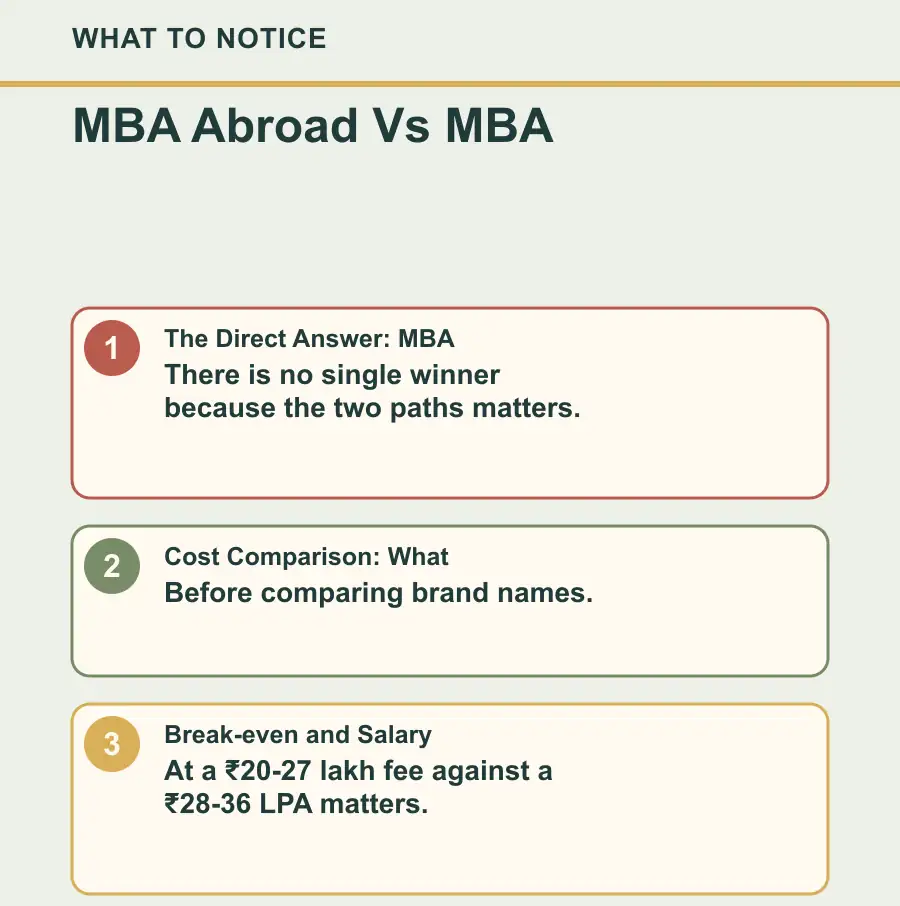 WHAT TO NOTICE
MBA Abroad Vs MBA
1
The Direct Answer: MBA
There is no single winner
because the two paths matters.
2
Cost Comparison: What
Before comparing brand names.
3
Break-even and Salary
At a ₹20-27 lakh fee against a
₹28-36 LPA matters.